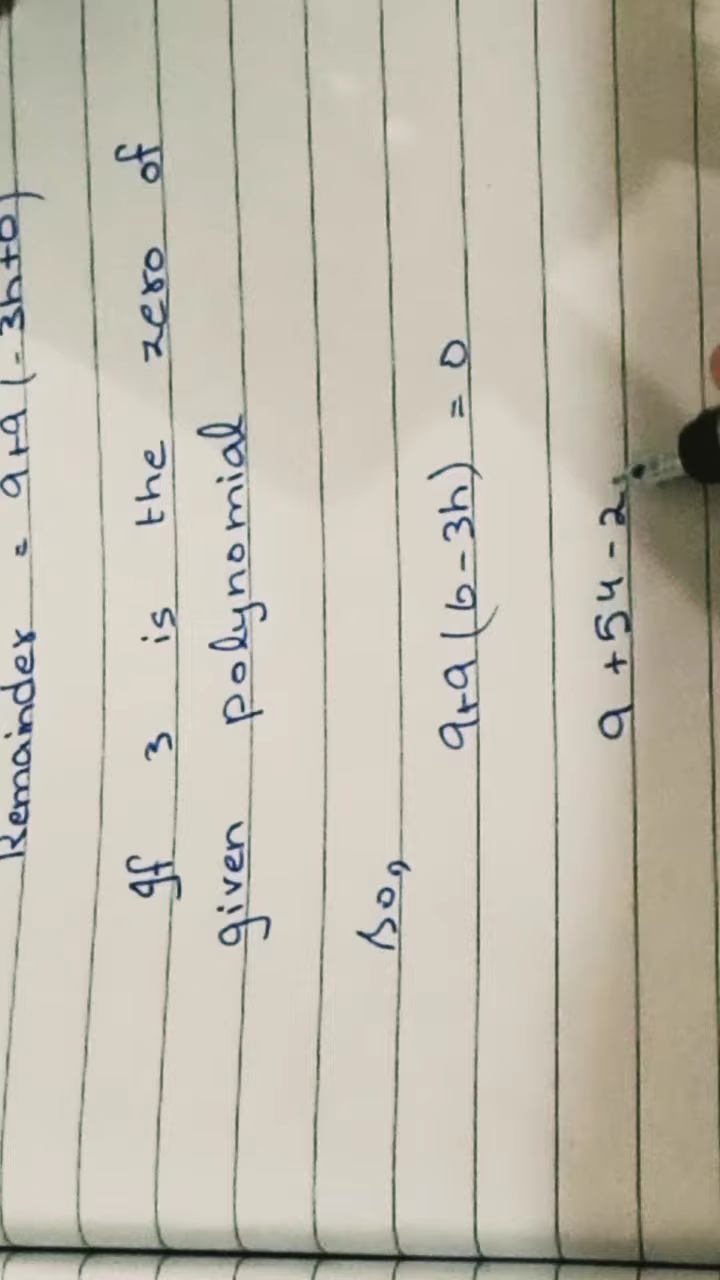 Remainder = 9+9(-3h+6)
If 3 is the zero of
given polynomial
So,
9+9(6-3h) = 0
9 + 54 - 2